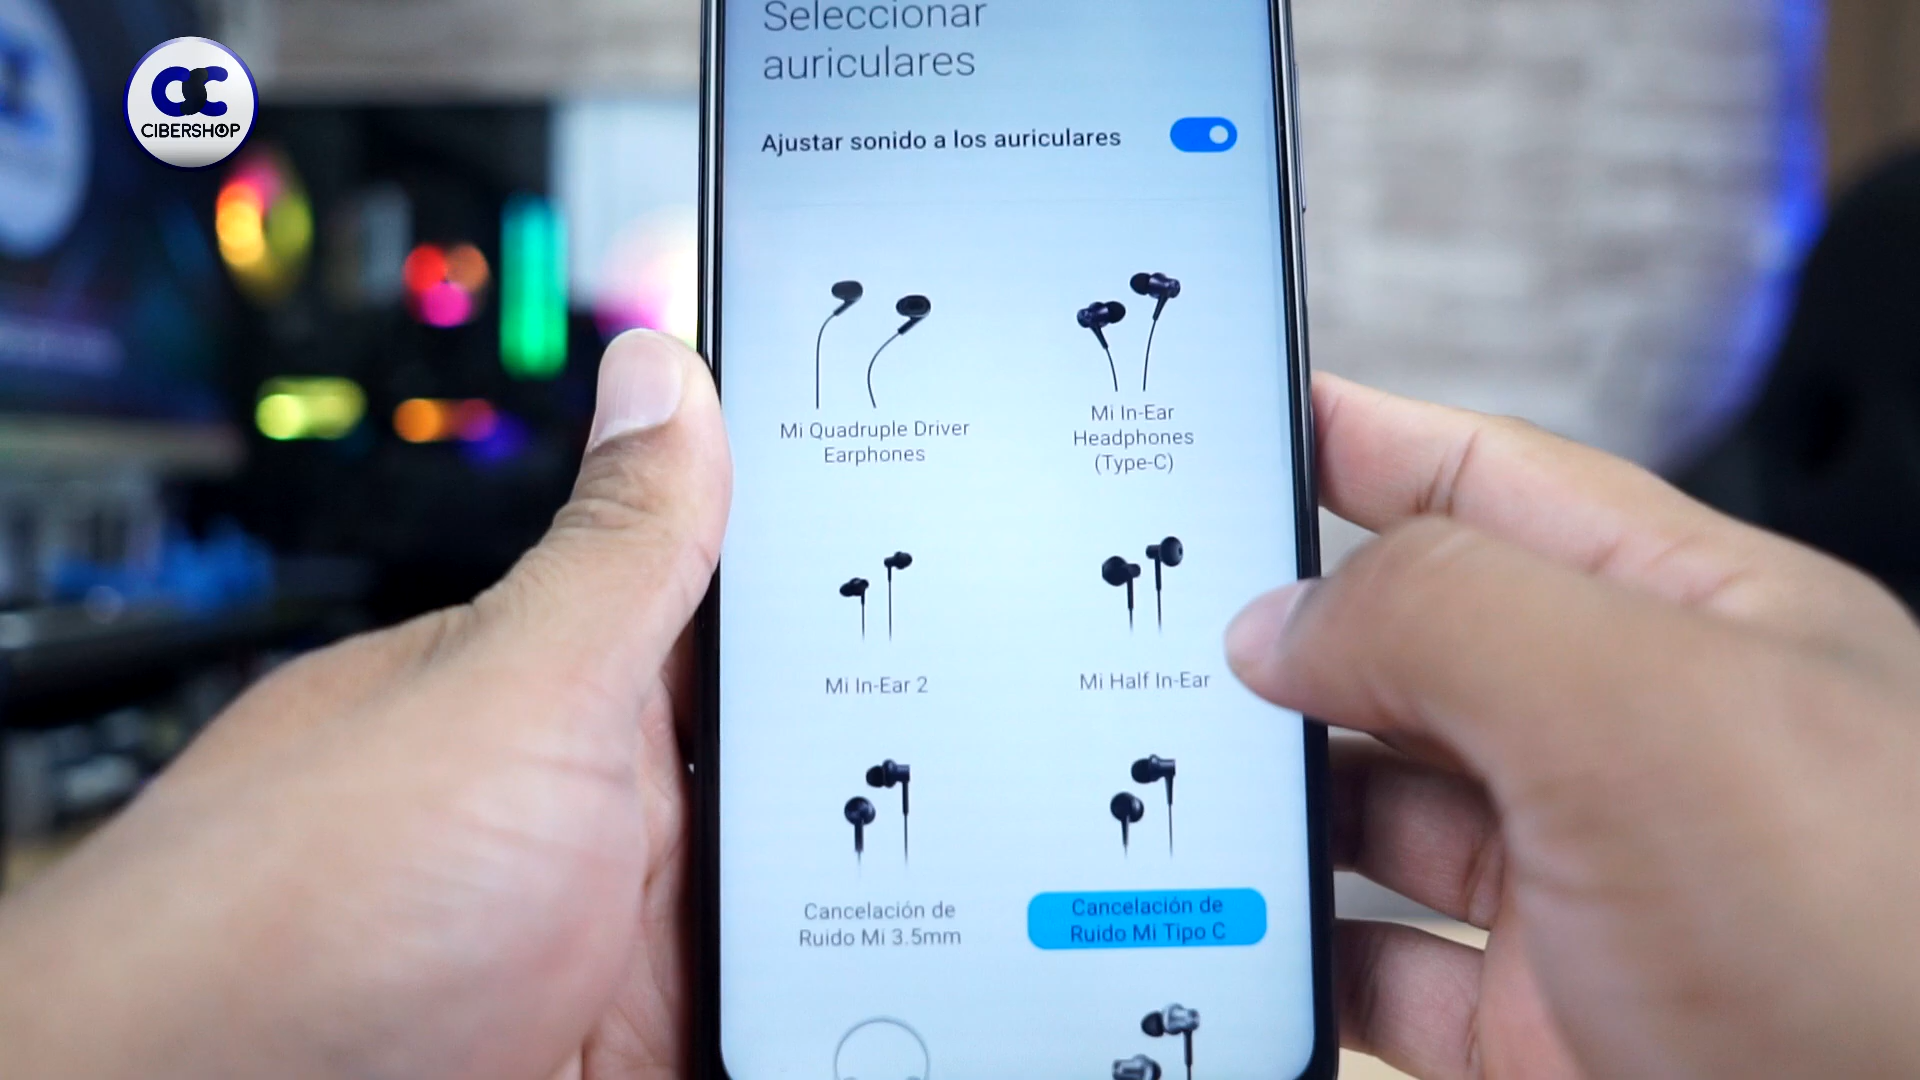 CIBERSHOP
Seleccionar
auriculares
Ajustar sonido a los auriculares
Mi Quadruple Driver
Earphones
Mi In-Ear
Headphones
(Type-C)
Mi In-Ear 2
Mi Half In-Ear
Cancelación de
Ruido Mi 3.5mm
Cancelación de
Ruido Mi Tipo C